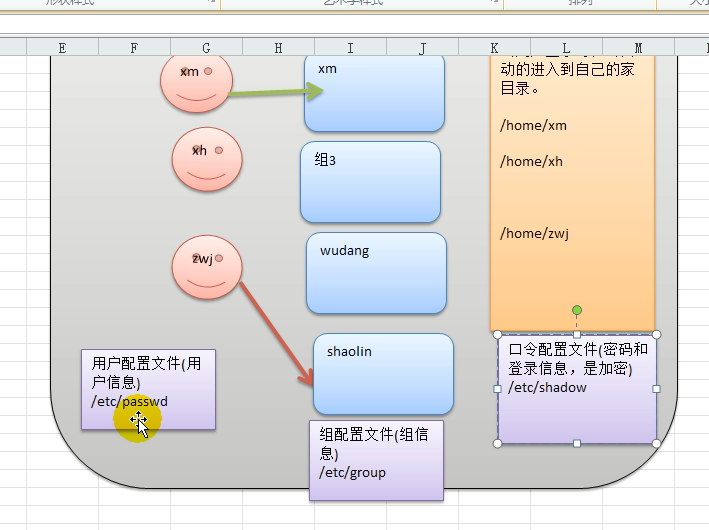 E F G H I J K L M
xm
xm
动的进入到自己的家
目录。
/home/xm
xh
组3
/home/xh
zwj
wudang
/home/zwj
shaolin
用户配置文件(用
户信息)
/etc/passwd
组配置文件(组信
息)
/etc/group
口令配置文件(密码和
登录信息，是加密)
/etc/shadow